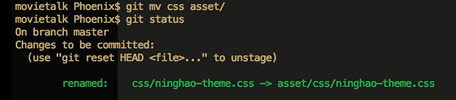 movietalk Phoenix$ git mv css asset/
movietalk Phoenix$ git status
On branch master
Changes to be committed:
(use "git reset HEAD <file>..." to unstage)
renamed: css/ninghao-theme.css -> asset/css/ninghao-theme.css